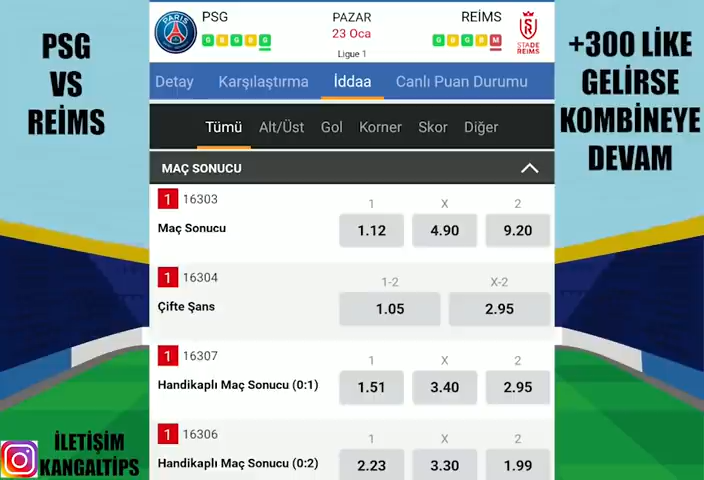 PSG
VS
REİMS
+300 LİKE
GELİRSE
KOMBİNEYE
DEVAM
PARIS
PSG
G B G B G
PAZAR
23 Oca
Ligue 1
REİMS
G B G B M
STADE
DE REIMS
Detay Karşılaştırma İddaa Canlı Puan Durumu
Tümü Alt/Üst Gol Korner Skor Diğer
MAÇ SONUCU
1 16303
Maç Sonucu
1 X 2
1.12 4.90 9.20
1 16304
Çifte Şans
1-2 X-2
1.05 2.95
1 16307
Handikaplı Maç Sonucu (0:1)
1 X 2
1.51 3.40 2.95
1 16306
Handikaplı Maç Sonucu (0:2)
1 X 2
2.23 3.30 1.99
İLETİŞİM
KANGALTİPS